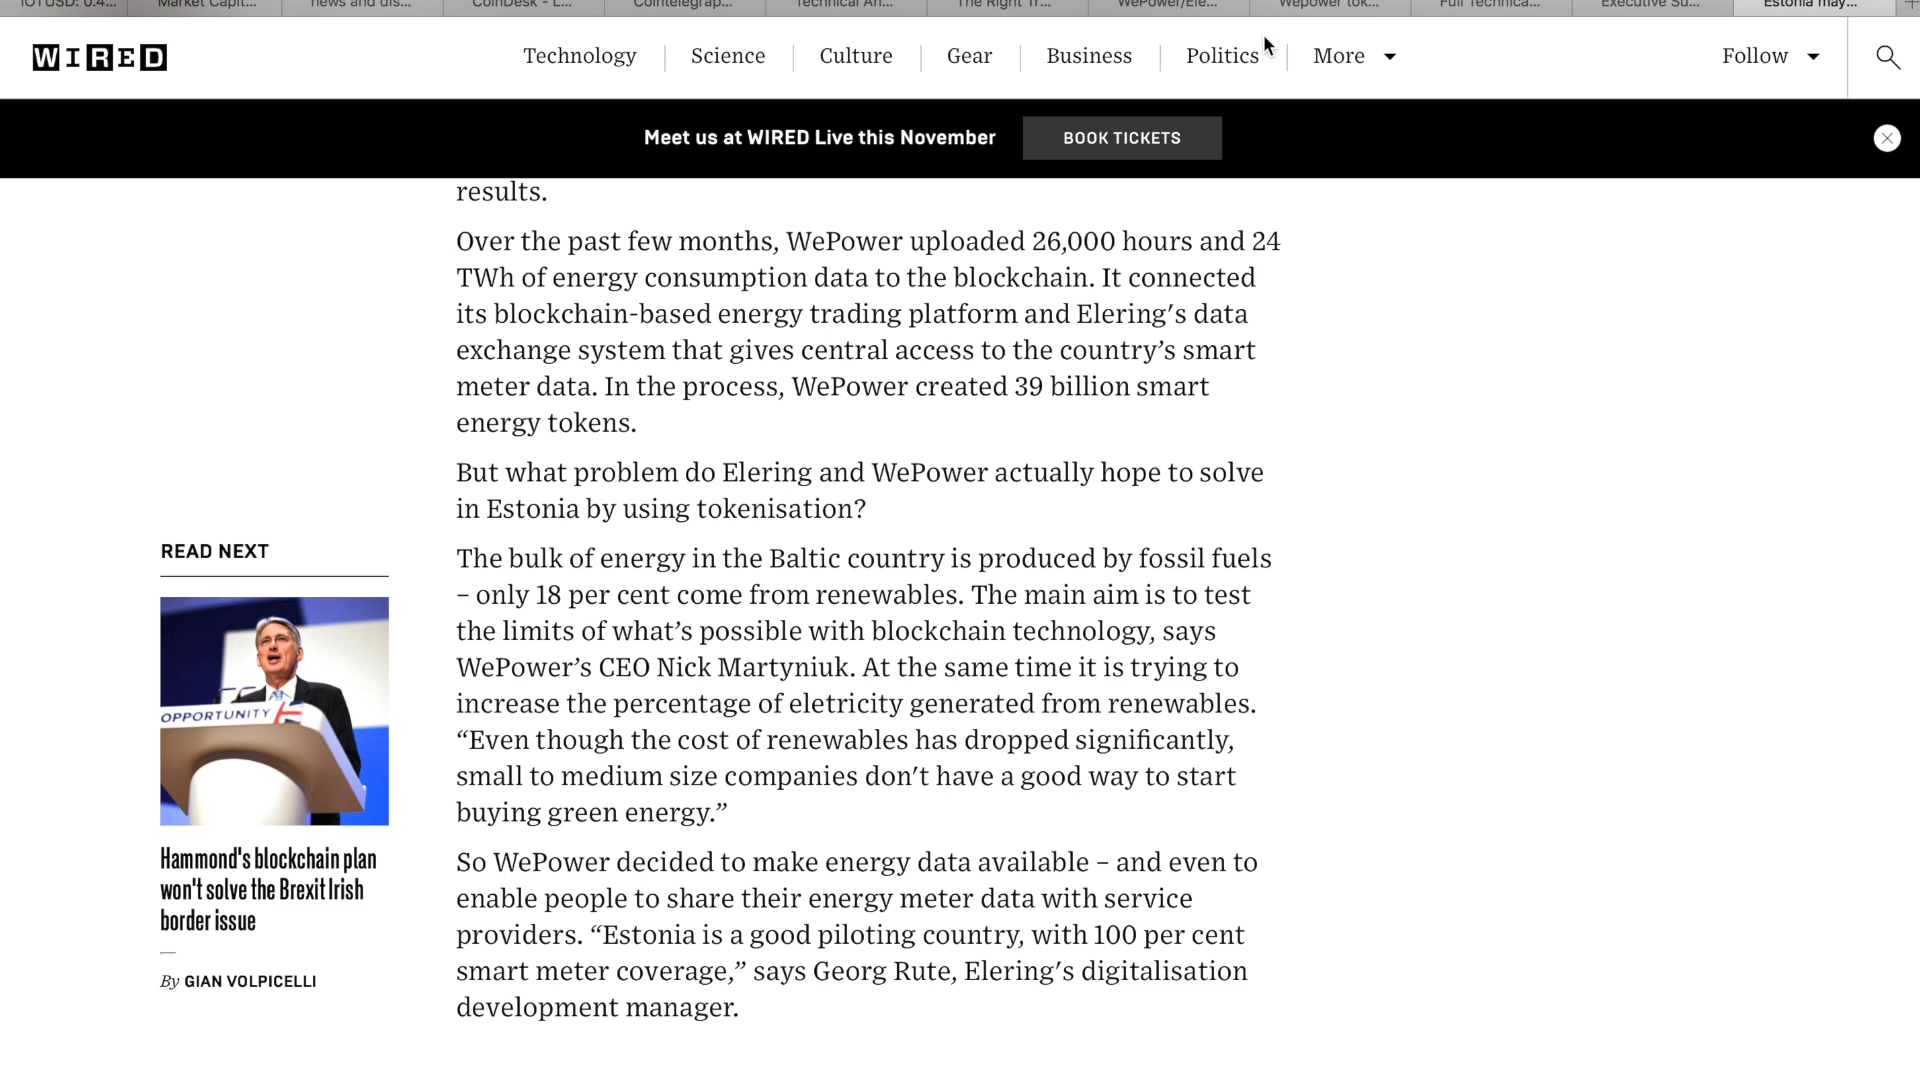 IOTUSD: 0.4...
Market Capit...
news and dis...
CoinDesk - L...
Cointelegrap...
Technical An...
The Right Tr...
WePower/Ele...
Wepower tok...
Full Technica...
Executive Su...
Estonia may...
WIRED
Technology
Science
Culture
Gear
Business
Politics
More
Follow
Meet us at WIRED Live this November
BOOK TICKETS
results.
Over the past few months, WePower uploaded 26,000 hours and 24
TWh of energy consumption data to the blockchain. It connected
its blockchain-based energy trading platform and Elering's data
exchange system that gives central access to the country's smart
meter data. In the process, WePower created 39 billion smart
energy tokens.
But what problem do Elering and WePower actually hope to solve
in Estonia by using tokenisation?
The bulk of energy in the Baltic country is produced by fossil fuels
– only 18 per cent come from renewables. The main aim is to test
the limits of what's possible with blockchain technology, says
WePower's CEO Nick Martyniuk. At the same time it is trying to
increase the percentage of eletricity generated from renewables.
“Even though the cost of renewables has dropped significantly,
small to medium size companies don't have a good way to start
buying green energy.”
So WePower decided to make energy data available – and even to
enable people to share their energy meter data with service
providers. “Estonia is a good piloting country, with 100 per cent
smart meter coverage,” says Georg Rute, Elering's digitalisation
development manager.
READ NEXT
OPPORTUNITY
Hammond's blockchain plan
won't solve the Brexit Irish
border issue
By GIAN VOLPICELLI